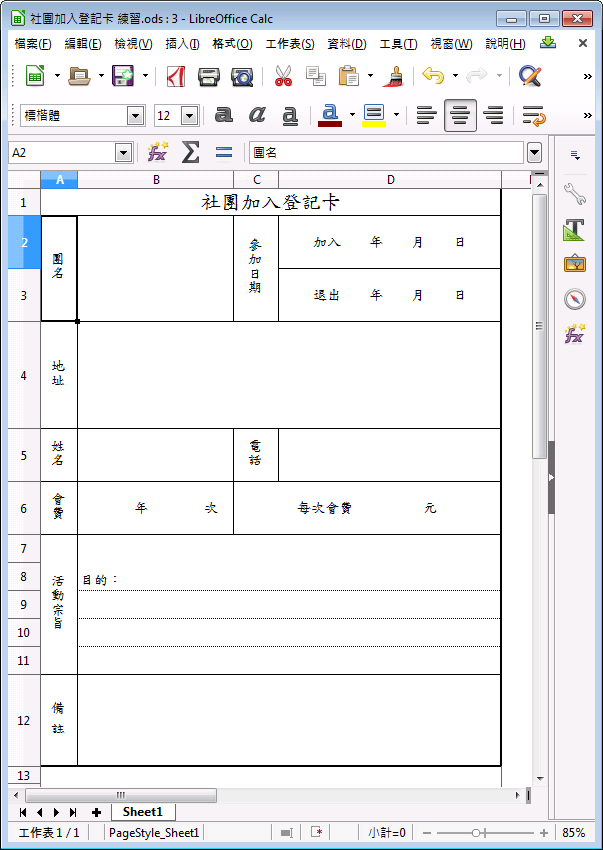 社團加入登記卡 練習.ods : 3 - LibreOffice Calc
檔案(F) 編輯(E) 檢視(V) 插入(I) 格式(O) 工作表(S) 資料(D) 工具(T) 視窗(W) 說明(H)
標楷體 12 a a a A
A2 fx Σ = 團名
A B C D
1 社團加入登記卡
2 團名 參加日期 加入 年 月 日
3 退出 年 月 日
4 地址
5 姓名 電話
6 會費 年 次 每次會費 元
7
8 活動宗旨 目的：
9
10
11
12 備註
13
Sheet1
工作表 1 / 1 PageStyle_Sheet1 小計=0 85%